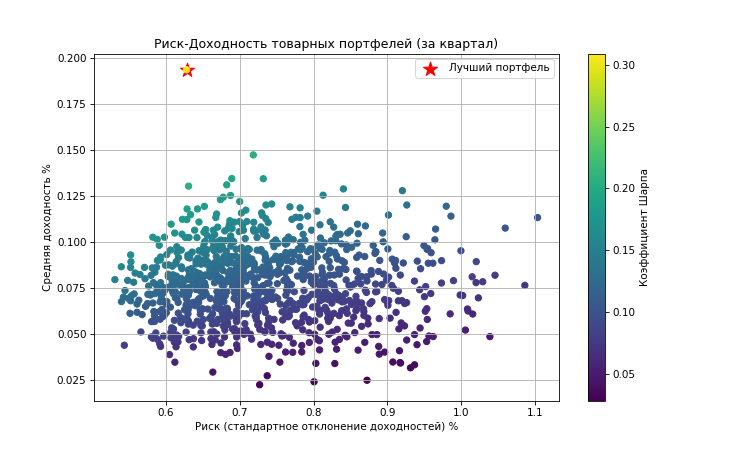 Риск-Доходность товарных портфелей (за квартал)
Лучший портфель
Средняя доходность %
0.200
0.175
0.150
0.125
0.100
0.075
0.050
0.025
0.6 0.7 0.8 0.9 1.0 1.1
Риск (стандартное отклонение доходностей) %
0.30
0.25
0.20
0.15
0.10
0.05
Коэффициент Шарпа